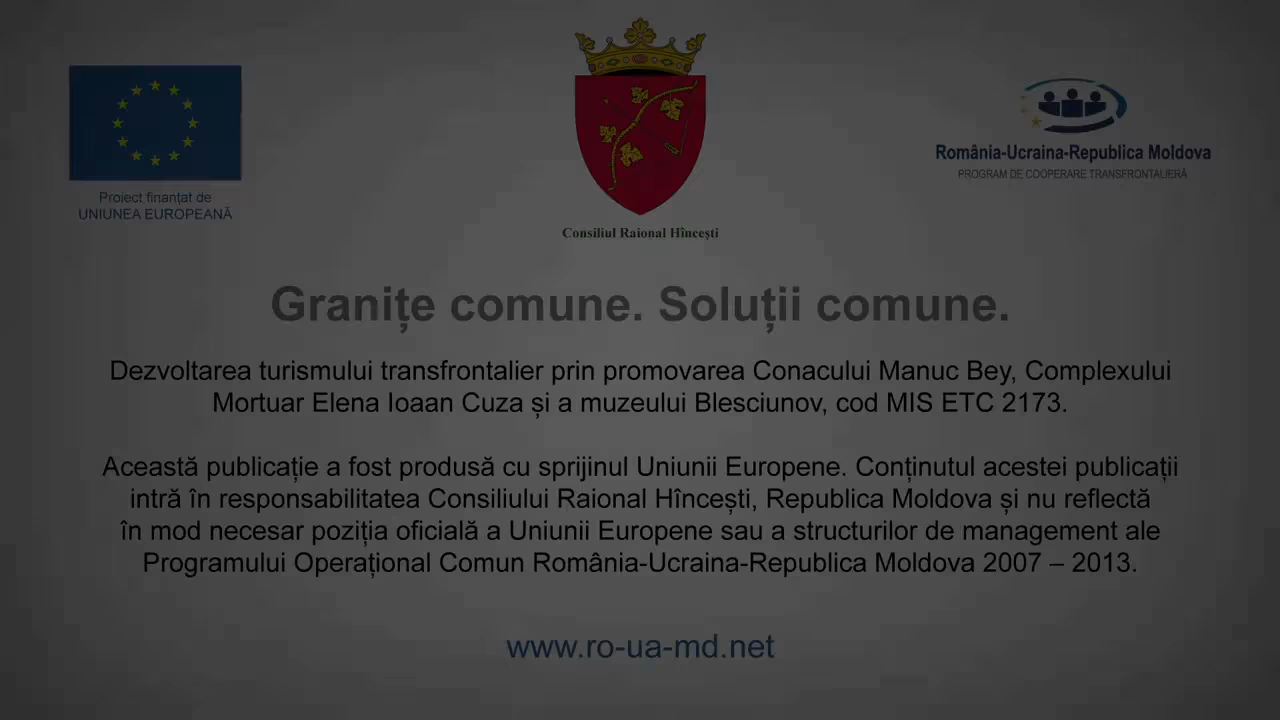 Proiect finanțat de
UNIUNEA EUROPEANĂ
Consiliul Raional Hîncești
România-Ucraina-Republica Moldova
PROGRAM DE COOPERARE TRANSFRONTALIERĂ
Granițe comune. Soluții comune.
Dezvoltarea turismului transfrontalier prin promovarea Conacului Manuc Bey, Complexului
Mortuar Elena Ioaan Cuza și a muzeului Blesciunov, cod MIS ETC 2173.
Această publicație a fost produsă cu sprijinul Uniunii Europene. Conținutul acestei publicații
intră în responsabilitatea Consiliului Raional Hîncești, Republica Moldova și nu reflectă
în mod necesar poziția oficială a Uniunii Europene sau a structurilor de management ale
Programului Operațional Comun România-Ucraina-Republica Moldova 2007 – 2013.
www.ro-ua-md.net